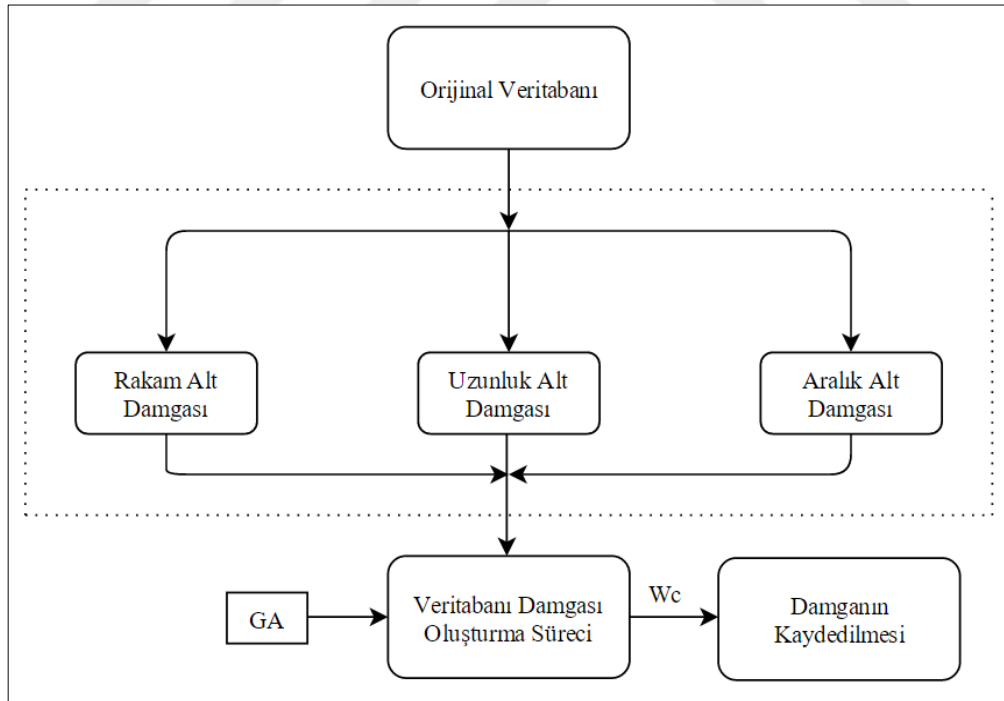 Orijinal Veritabanı
Rakam Alt
Damgası
Uzunluk Alt
Damgası
Aralık Alt
Damgası
GA
Veritabanı Damgası
Oluşturma Süreci
Wc
Damganın
Kaydedilmesi